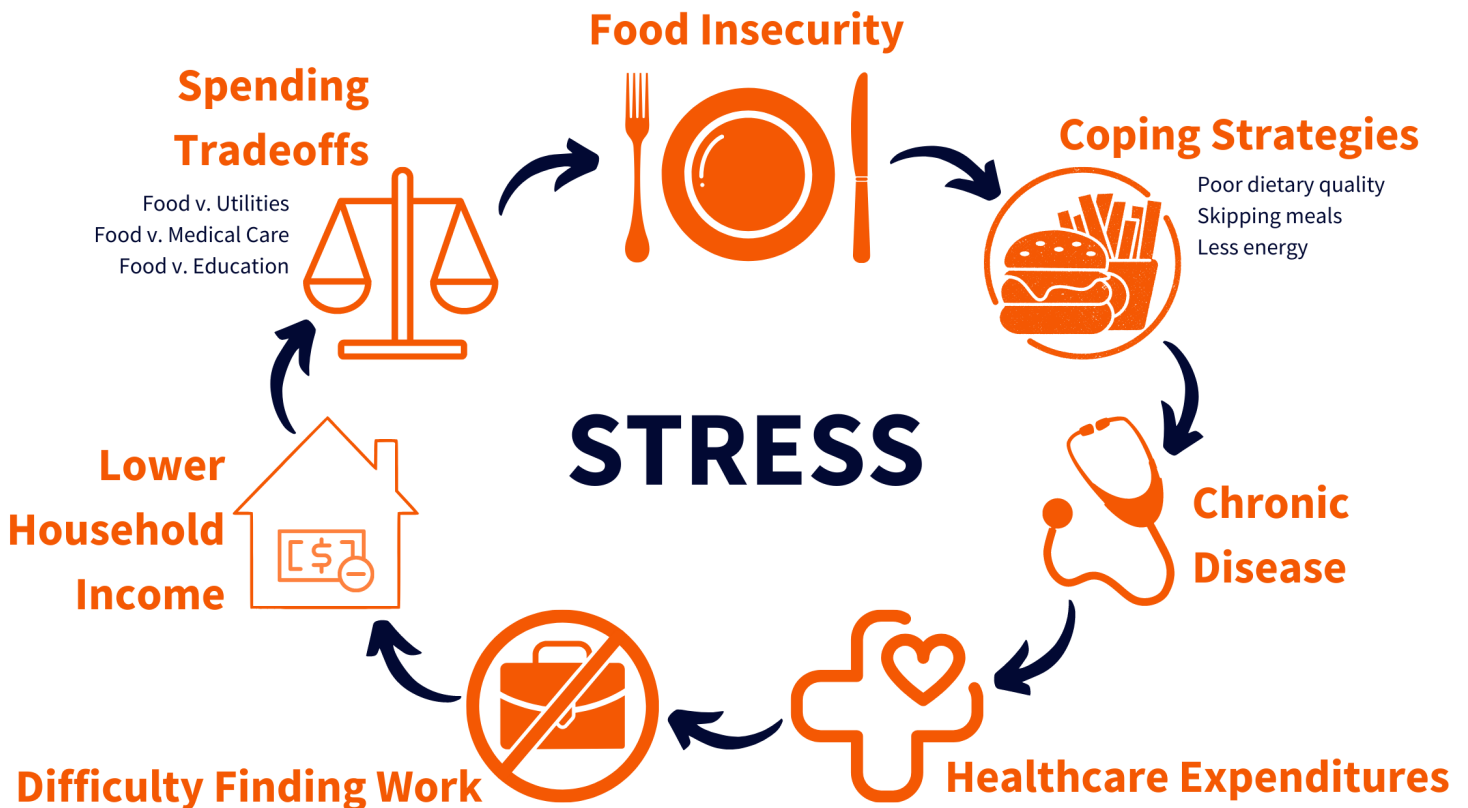 Food Insecurity
Coping Strategies
Poor dietary quality
Skipping meals
Less energy
Chronic
Disease
Healthcare Expenditures
Difficulty Finding Work
Lower
Household
Income
$
Spending
Tradeoffs
Food v. Utilities
Food v. Medical Care
Food v. Education
STRESS